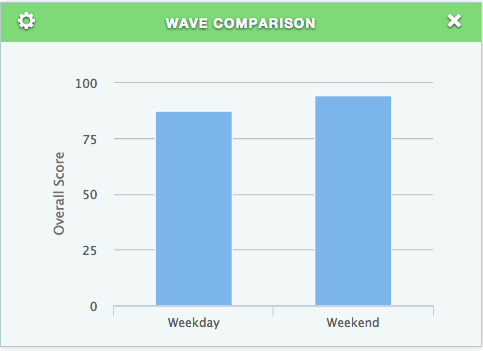 WAVE COMPARISON
100
75
50
25
0
Overall Score
Weekday
Weekend